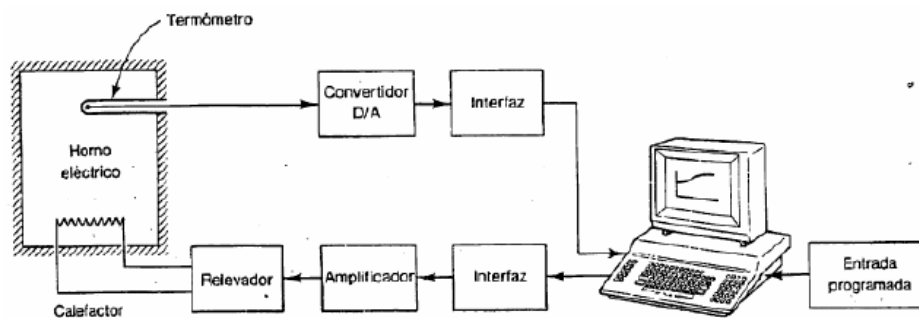 Termómetro
Convertidor
D/A
Interfaz
Horno
eléctrico
Relevador
Amplificador
Interfaz
Entrada
programada
Calefactor